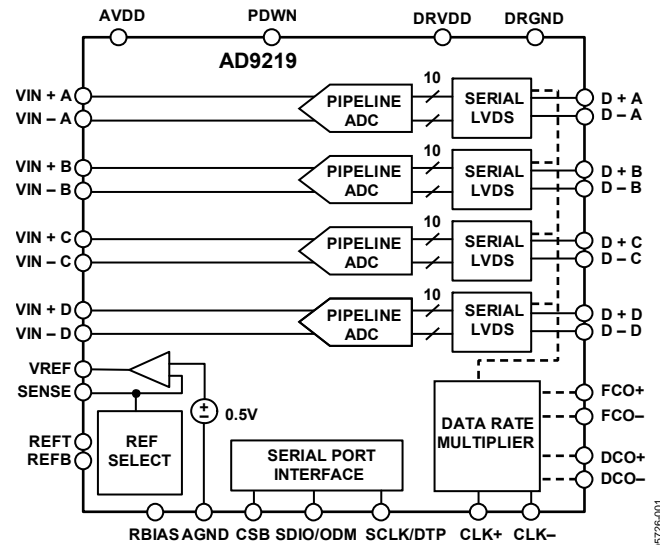 AVDD PDWN DRVDD DRGND
AD9219
VIN + A
VIN – A
PIPELINE
ADC
10
SERIAL
LVDS
D + A
D – A
VIN + B
VIN – B
PIPELINE
ADC
10
SERIAL
LVDS
D + B
D – B
VIN + C
VIN – C
PIPELINE
ADC
10
SERIAL
LVDS
D + C
D – C
VIN + D
VIN – D
PIPELINE
ADC
10
SERIAL
LVDS
D + D
D – D
VREF
SENSE
+
–
0.5V
REFT
REFB
REF
SELECT
SERIAL PORT
INTERFACE
DATA RATE
MULTIPLIER
FCO+
FCO–
DCO+
DCO–
RBIAS AGND CSB SDIO/ODM SCLK/DTP CLK+ CLK–
5726-001